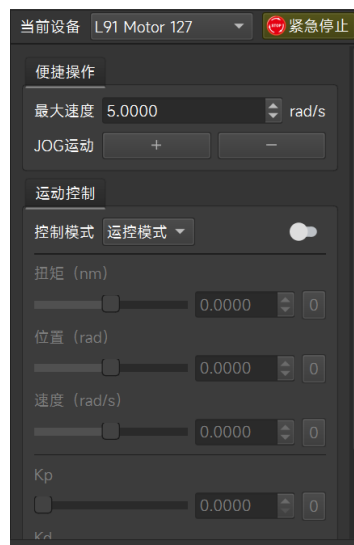 当前设备 L91 Motor 127 STOP 紧急停止
便捷操作
最大速度 5.0000 rad/s
JOG运动 + −
运动控制
控制模式 运控模式
扭矩（nm）
0.0000 0
位置（rad）
0.0000 0
速度（rad/s）
0.0000 0
Kp
0.0000 0
Kd